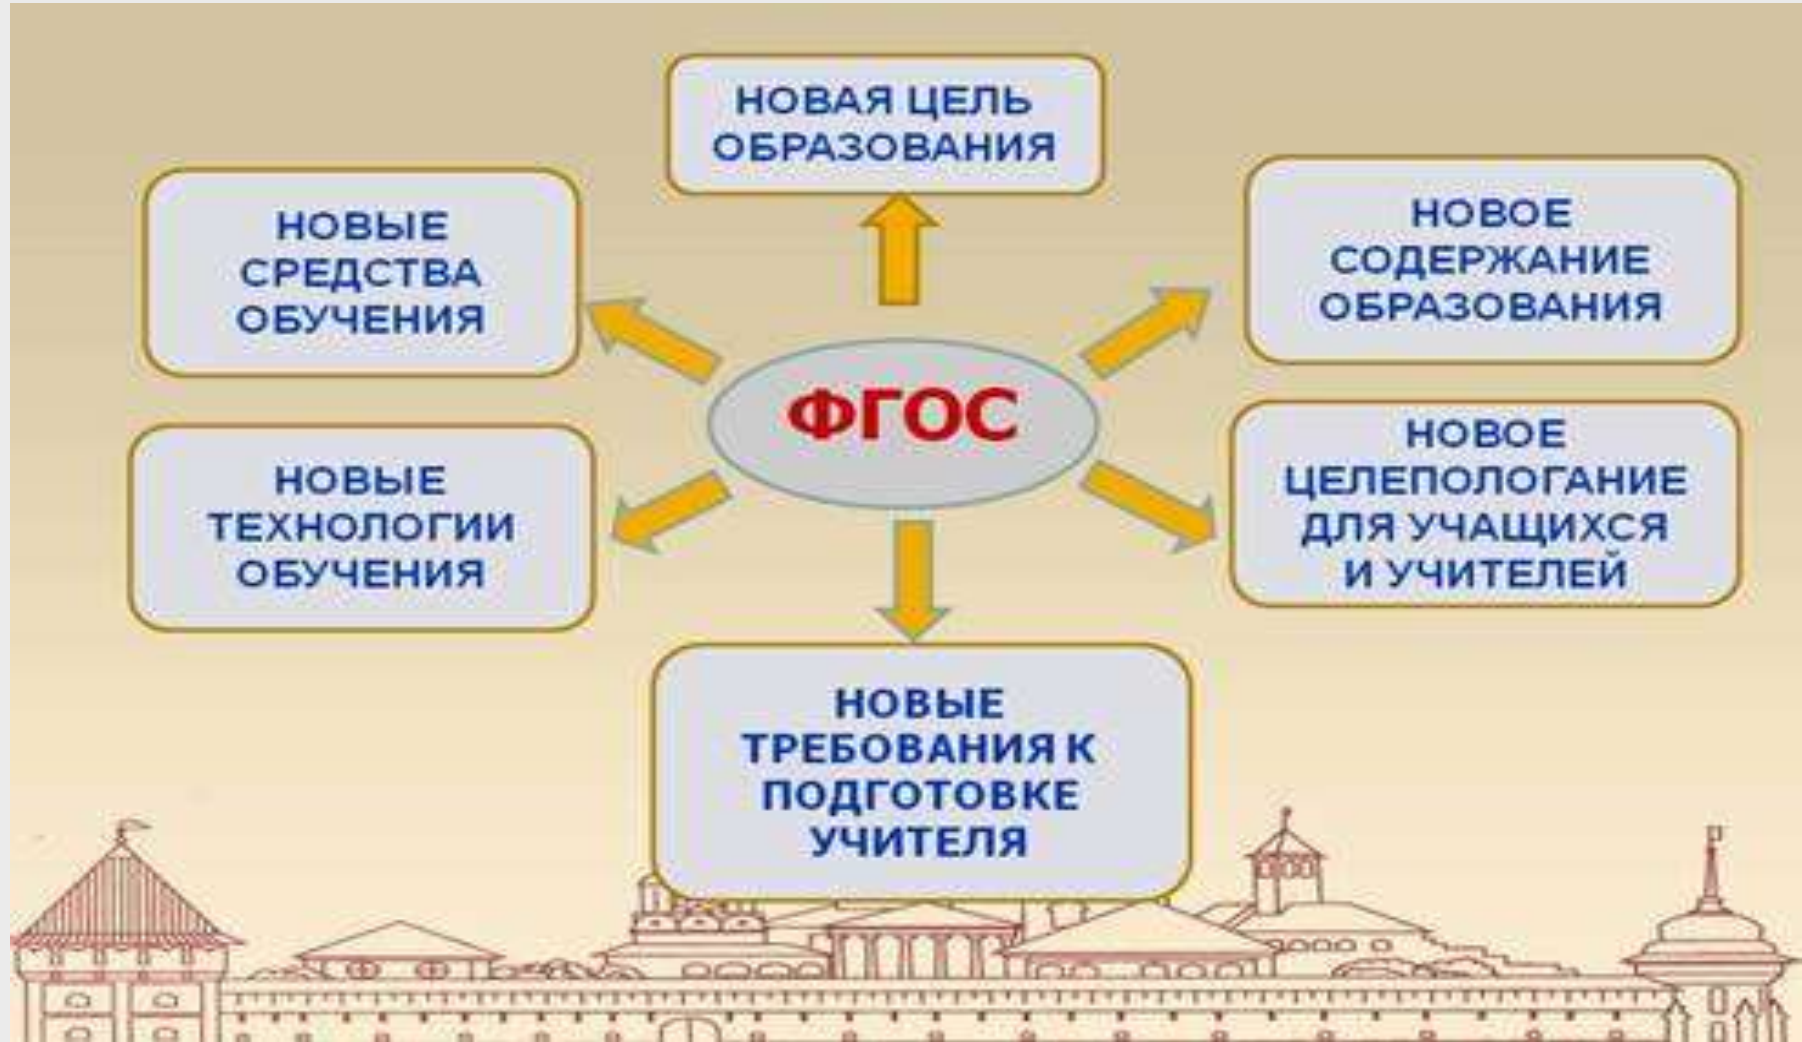 НОВАЯ ЦЕЛЬ
ОБРАЗОВАНИЯ
НОВЫЕ
СРЕДСТВА
ОБУЧЕНИЯ
НОВОЕ
СОДЕРЖАНИЕ
ОБРАЗОВАНИЯ
ФГОС
НОВЫЕ
ТЕХНОЛОГИИ
ОБУЧЕНИЯ
НОВОЕ
ЦЕЛЕПОЛОГАНИЕ
ДЛЯ УЧАЩИХСЯ
И УЧИТЕЛЕЙ
НОВЫЕ
ТРЕБОВАНИЯ К
ПОДГОТОВКЕ
УЧИТЕЛЯ